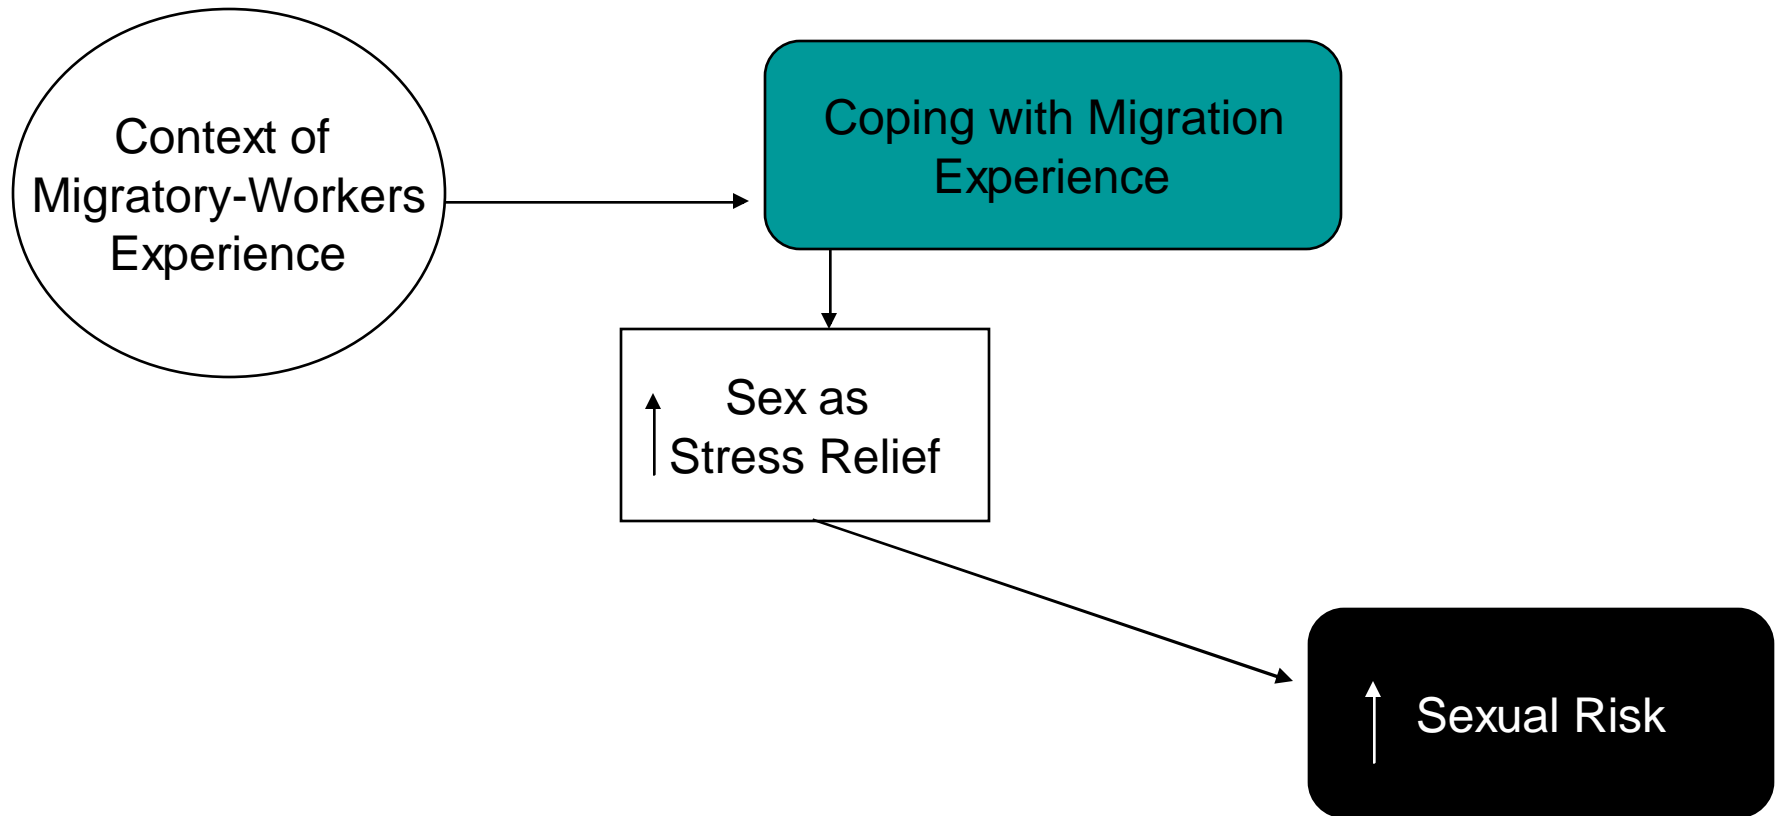 Context of
Migratory-Workers
Experience
Coping with Migration
Experience
Sex as
Stress Relief
Sexual Risk